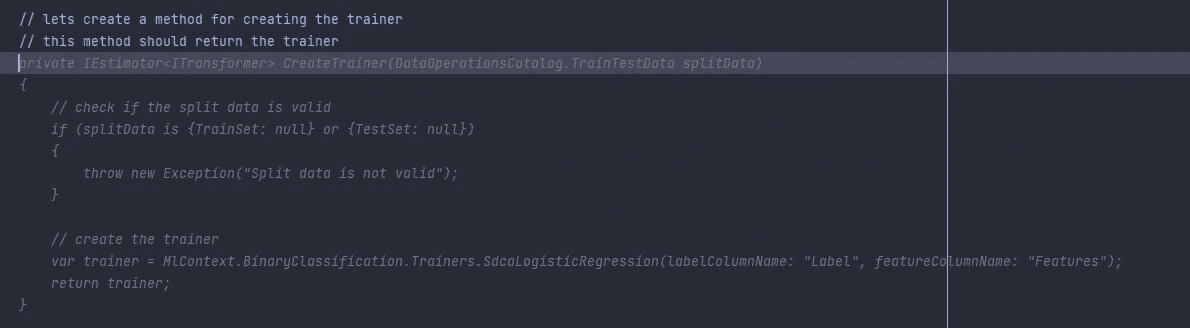 // lets create a method for creating the trainer
// this method should return the trainer
private IEstimator<ITransformer> CreateTrainer(DataOperationsCatalog.TrainTestData splitData)
{
    // check if the split data is valid
    if (splitData is {TrainSet: null} or {TestSet: null})
    {
        throw new Exception("Split data is not valid");
    }

    // create the trainer
    var trainer = MlContext.BinaryClassification.Trainers.SdcaLogisticRegression(labelColumnName: "Label", featureColumnName: "Features");
    return trainer;
}